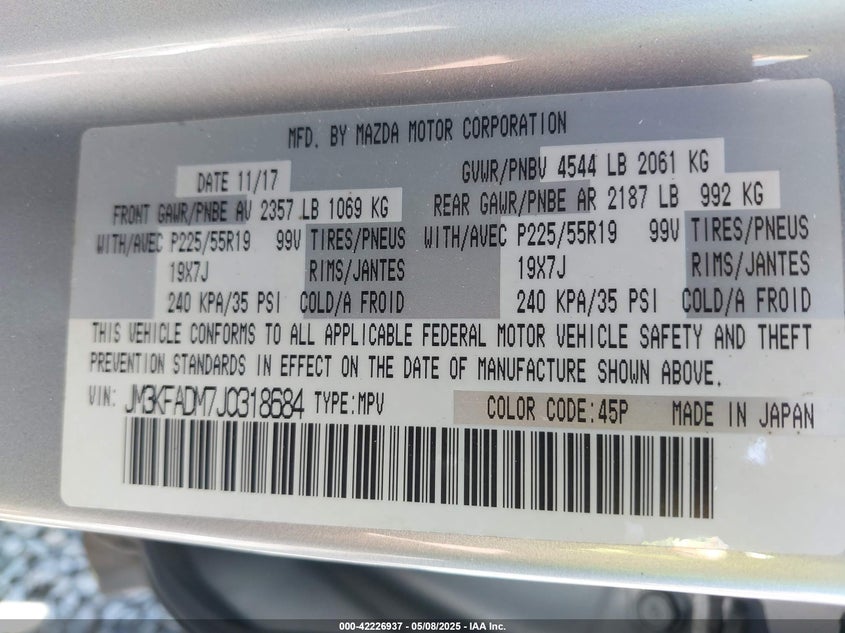 MFD. BY MAZDA MOTOR CORPORATION
DATE 11/17 GVWR/PNBV 4544 LB 2061 KG
FRONT GAWR/PNBE AV 2357 LB 1069 KG REAR GAWR/PNBE AR 2187 LB 992 KG
WITH/AVEC P225/55R19 99V TIRES/PNEUS WITH/AVEC P225/55R19 99V TIRES/PNEUS
19X7J RIMS/JANTES 19X7J RIMS/JANTES
240 KPA/35 PSI COLD/A FROID 240 KPA/35 PSI COLD/A FROID
THIS VEHICLE CONFORMS TO ALL APPLICABLE FEDERAL MOTOR VEHICLE SAFETY AND THEFT
PREVENTION STANDARDS IN EFFECT ON THE DATE OF MANUFACTURE SHOWN ABOVE.
VIN: JM3KFADM7J0318684 TYPE:MPV COLOR CODE:45P MADE IN JAPAN
000-42226937 - 05/08/2025 - IAA Inc.